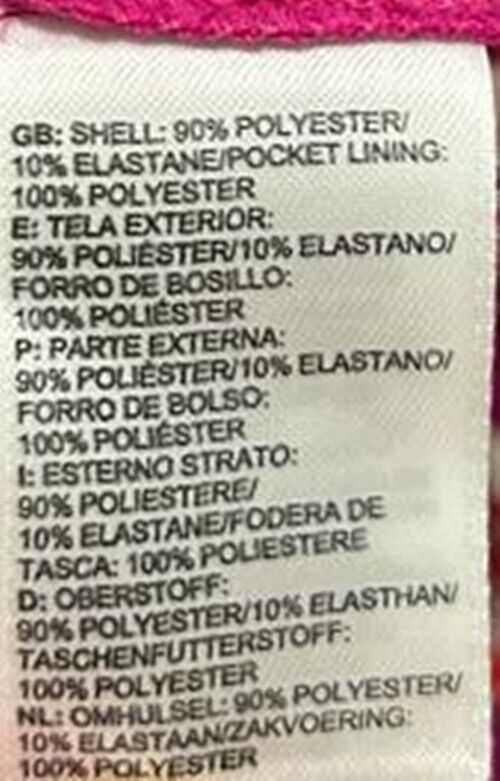 GB: SHELL: 90% POLYESTER/
10% ELASTANE/POCKET LINING:
100% POLYESTER
E: TELA EXTERIOR:
90% POLIÉSTER/10% ELASTANO/
FORRO DE BOSILLO:
100% POLIÉSTER
P: PARTE EXTERNA:
90% POLIÉSTER/10% ELASTANO/
FORRO DE BOLSO:
100% POLIÉSTER
I: ESTERNO STRATO:
90% POLIESTERE/
10% ELASTANE/FODERA DE
TASCA: 100% POLIESTERE
D: OBERSTOFF:
90% POLYESTER/10% ELASTHAN/
TASCHENFUTTERSTOFF:
100% POLYESTER
NL: OMHULSEL: 90% POLYESTER/
10% ELASTAAN/ZAKVOERING:
100% POLYESTER